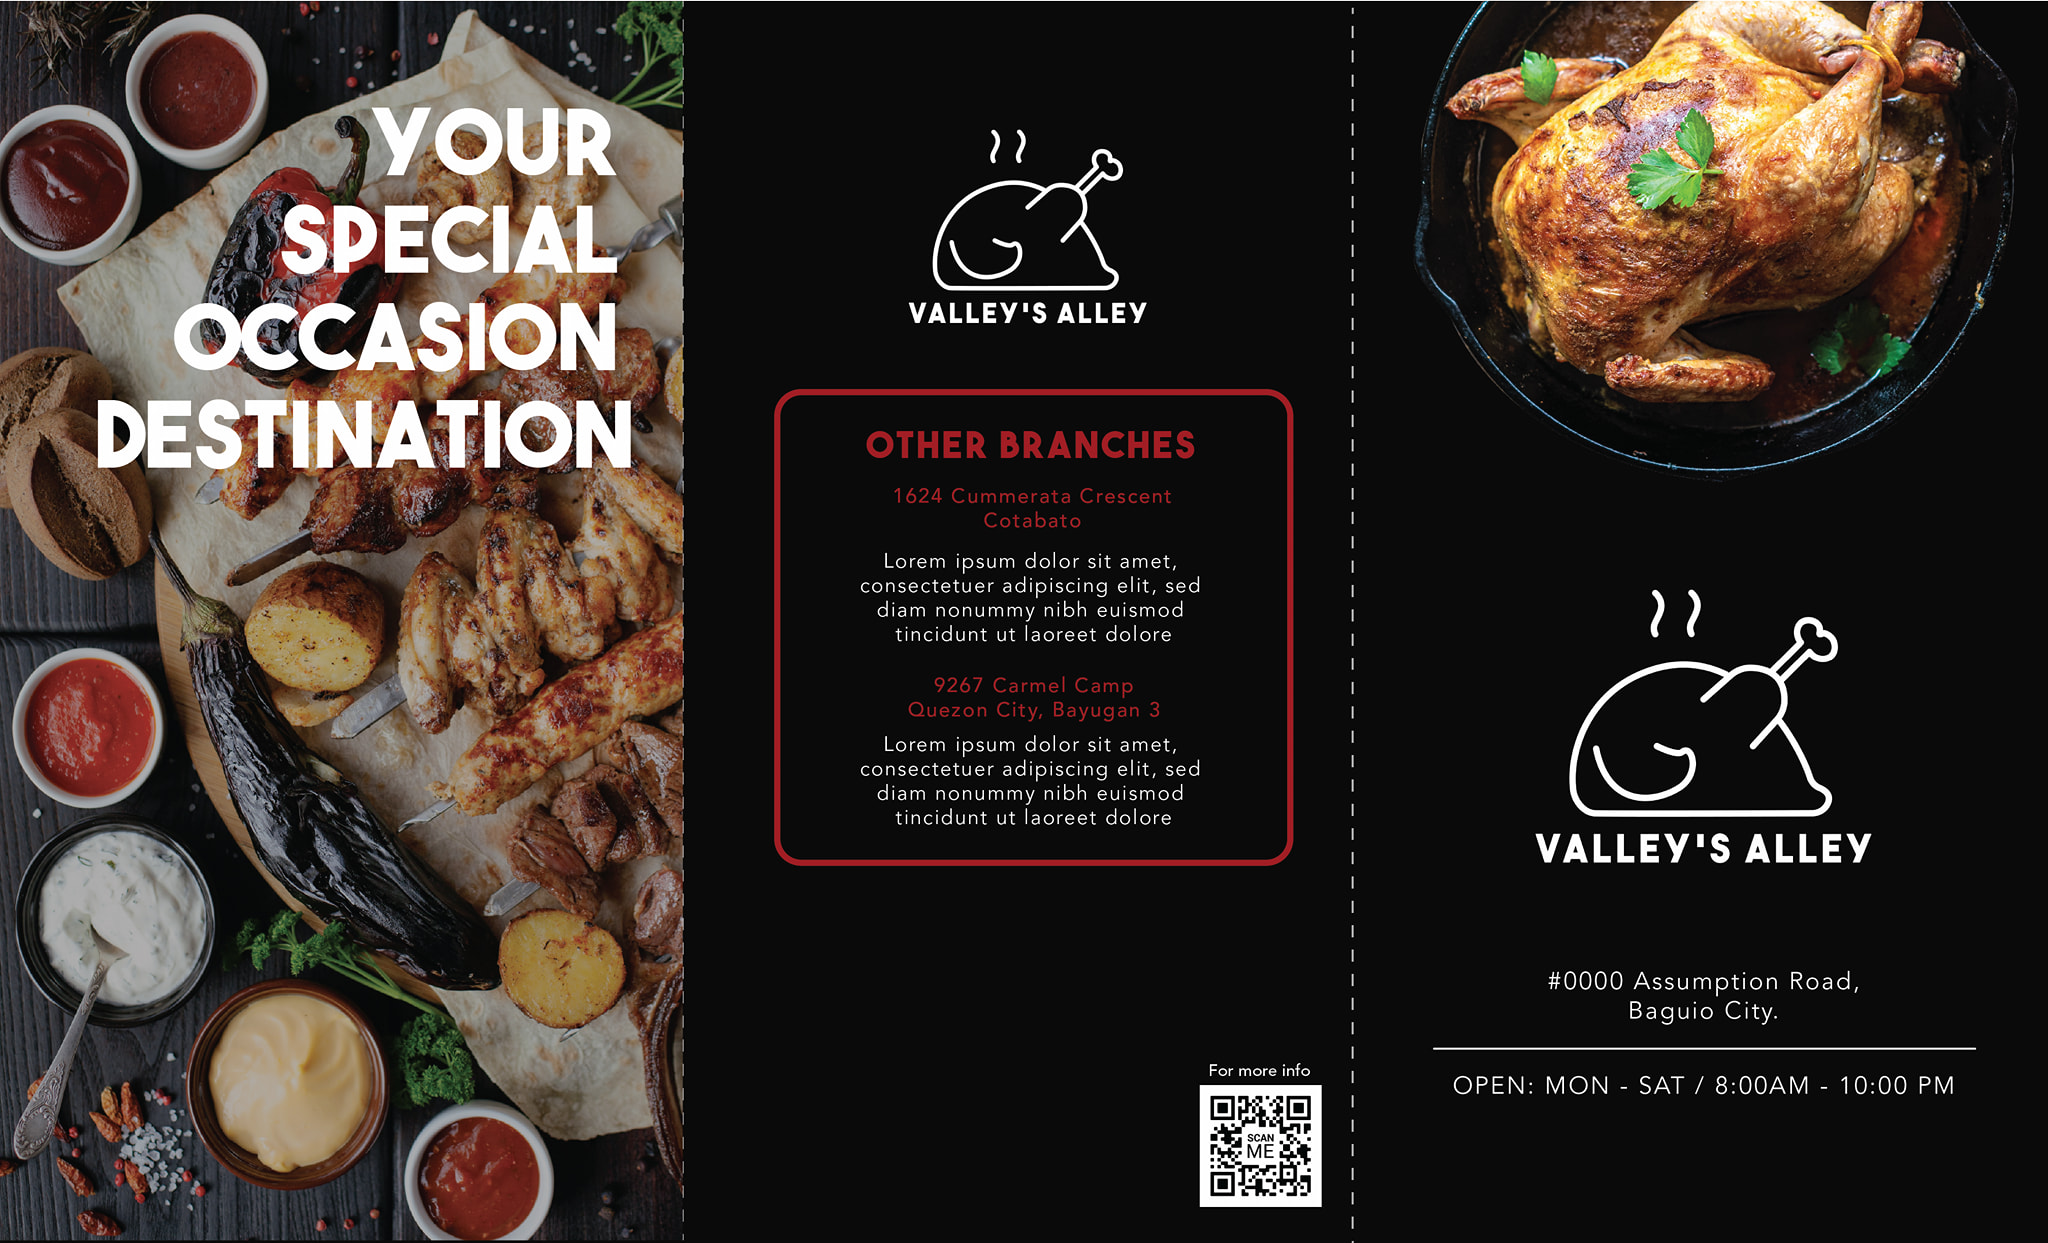 YOUR
SPECIAL
OCCASION
DESTINATION
VALLEY'S ALLEY
OTHER BRANCHES
1624 Cummerata Crescent
Cotabato
Lorem ipsum dolor sit amet,
consectetuer adipiscing elit, sed
diam nonummy nibh euismod
tincidunt ut laoreet dolore
9267 Carmel Camp
Quezon City, Bayugan 3
Lorem ipsum dolor sit amet,
consectetuer adipiscing elit, sed
diam nonummy nibh euismod
tincidunt ut laoreet dolore
For more info
SCAN
ME
VALLEY'S ALLEY
#0000 Assumption Road,
Baguio City.
OPEN: MON - SAT / 8:00AM - 10:00 PM